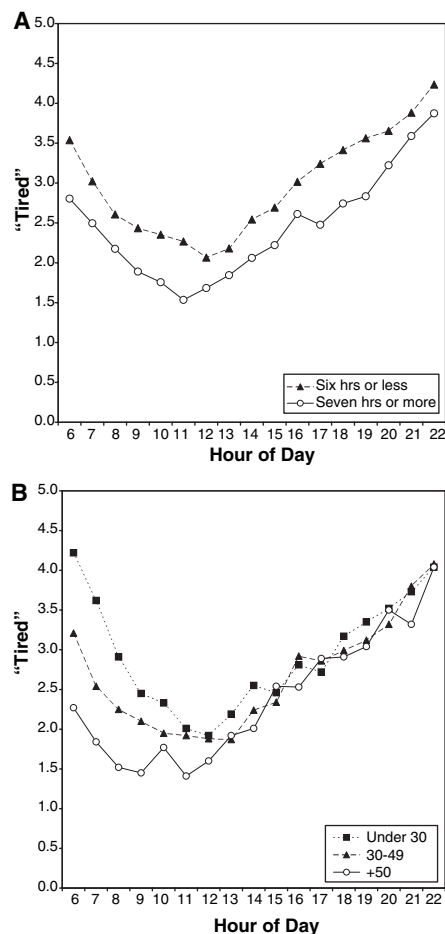 A
5.0
4.5
4.0
3.5
3.0
2.5
2.0
1.5
1.0
0.5
0.0
"Tired"
Six hrs or less
Seven hrs or more
6 7 8 9 10 11 12 13 14 15 16 17 18 19 20 21 22
Hour of Day
B
5.0
4.5
4.0
3.5
3.0
2.5
2.0
1.5
1.0
0.5
0.0
"Tired"
Under 30
30-49
+50
6 7 8 9 10 11 12 13 14 15 16 17 18 19 20 21 22
Hour of Day